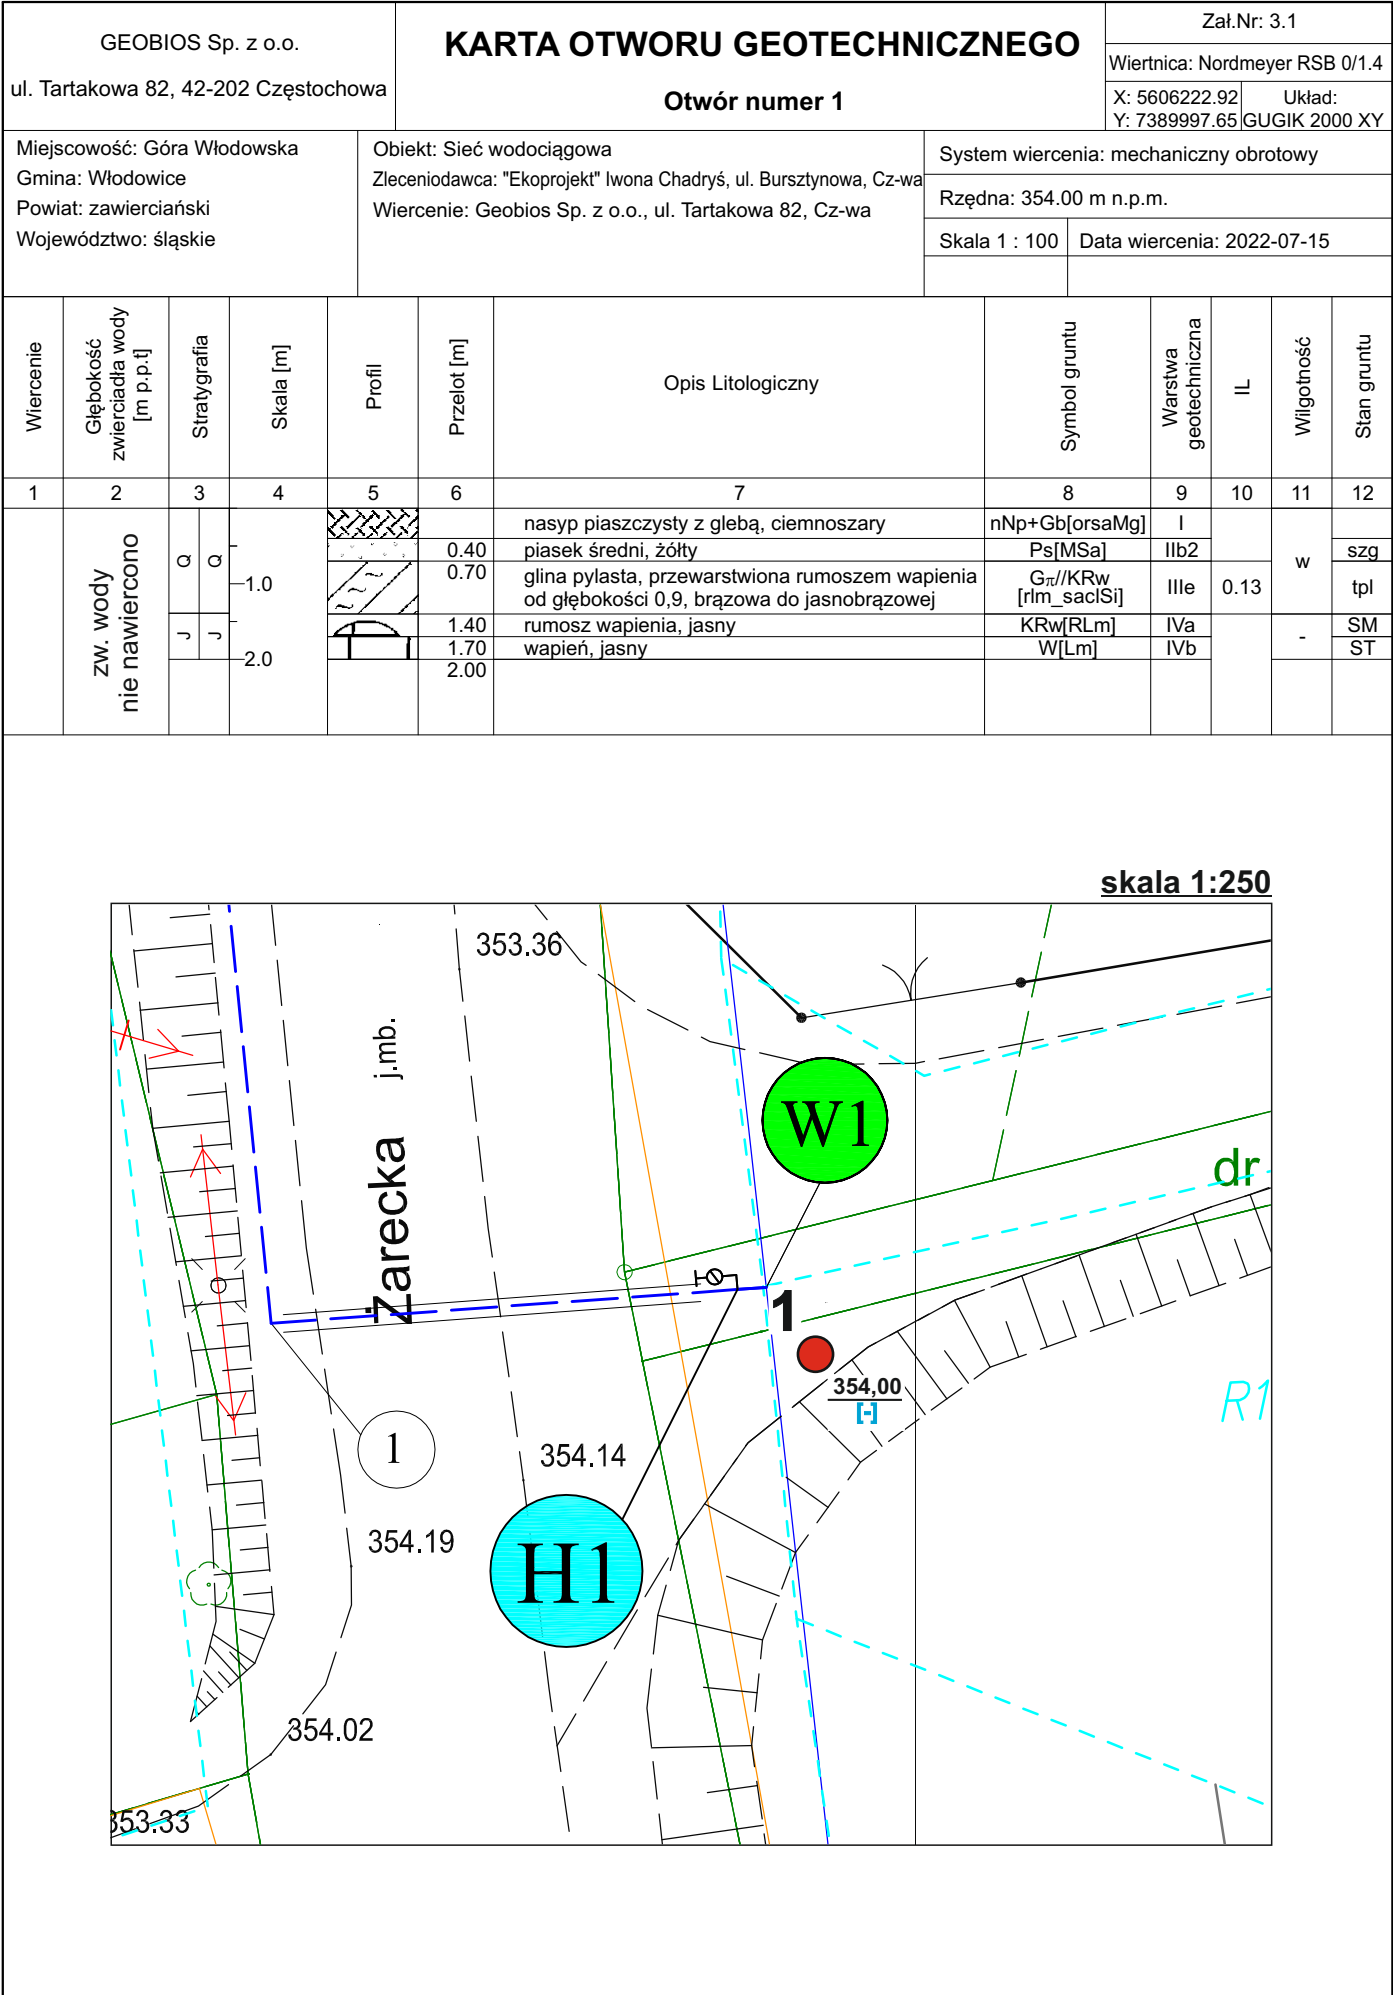 GEOBIOS Sp. z o.o.
ul. Tartakowa 82, 42-202 Częstochowa
KARTA OTWORU GEOTECHNICZNEGO
Otwór numer 1
Zał.Nr: 3.1
Wiertnica: Nordmeyer RSB 0/1.4
X: 5606222.92
Y: 7389997.65
Układ:
GUGIK 2000 XY
Miejscowość: Góra Włodowska
Gmina: Włodowice
Powiat: zawierciański
Województwo: śląskie
Obiekt: Sieć wodociągowa
Zleceniodawca: "Ekoprojekt" Iwona Chadryś, ul. Bursztynowa, Cz-wa
Wiercenie: Geobios Sp. z o.o., ul. Tartakowa 82, Cz-wa
System wiercenia: mechaniczny obrotowy
Rzędna: 354.00 m n.p.m.
Skala 1 : 100
Data wiercenia: 2022-07-15
Wiercenie
Głębokość
zwierciadła wody
[m p.p.t]
Stratygrafia
Skala [m]
Profil
Przelot [m]
Opis Litologiczny
Symbol gruntu
Warstwa
geotechniczna
IL
Wilgotność
Stan gruntu
1 2 3 4 5 6 7 8 9 10 11 12
zw. wody
nie nawiercono
Q Q
J J
1.0
2.0
nasyp piaszczysty z glebą, ciemnoszary nNp+Gb[orsaMg] I
0.40 piasek średni, żółty Ps[MSa] IIb2 szg
0.70 glina pylasta, przewarstwiona rumoszem wapienia
od głębokości 0,9, brązowa do jasnobrązowej
Gπ//KRw
[rlm_saclSi]
IIIe 0.13 w tpl
1.40 rumosz wapienia, jasny KRw[RLm] IVa - SM
1.70 wapień, jasny W[Lm] IVb ST
2.00
skala 1:250
353.36
j.mb.
Żarecka
W1
dr
1
354,00
[-]
R1
1
354.14
354.19
H1
354.02
353.33